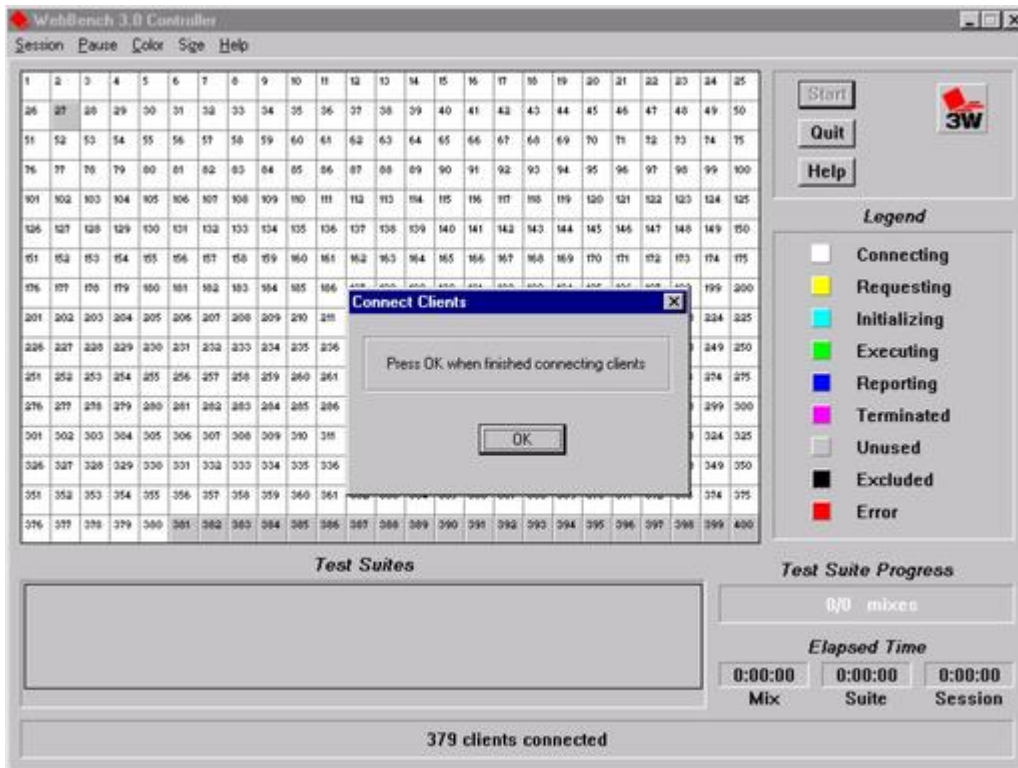 WebBench 3.0 Controller
Session Pause Color Size Help
1 2 3 4 5 6 7 8 9 10 11 12 13 14 15 16 17 18 19 20 21 22 23 24 25
26 27 28 29 30 31 32 33 34 35 36 37 38 39 40 41 42 43 44 45 46 47 48 49 50
51 52 53 54 55 56 57 58 59 60 61 62 63 64 65 66 67 68 69 70 71 72 73 74 75
76 77 78 79 80 81 82 83 84 85 86 87 88 89 90 91 92 93 94 95 96 97 98 99 100
101 102 103 104 105 106 107 108 109 110 111 112 113 114 115 116 117 118 119 120 121 122 123 124 125
126 127 128 129 130 131 132 133 134 135 136 137 138 139 140 141 142 143 144 145 146 147 148 149 150
151 152 153 154 155 156 157 158 159 160 161 162 163 164 165 166 167 168 169 170 171 172 173 174 175
176 177 178 179 180 181 182 183 184 185 186 199 200
201 202 203 204 205 206 207 208 209 210 211 224 225
226 227 228 229 230 231 232 233 234 235 236 249 250
251 252 253 254 255 256 257 258 259 260 261 274 275
276 277 278 279 280 281 282 283 284 285 286 299 300
301 302 303 304 305 306 307 308 309 310 311 324 325
326 327 328 329 330 331 332 333 334 335 336 349 350
351 352 353 354 355 356 357 358 359 360 361 374 375
376 377 378 379 380 381 382 383 384 385 386 387 388 389 390 391 392 393 394 395 396 397 398 399 400
Connect Clients
Press OK when finished connecting clients
OK
Start
Quit
Help
3W
Legend
Connecting
Requesting
Initializing
Executing
Reporting
Terminated
Unused
Excluded
Error
Test Suites
Test Suite Progress
0/0 mixes
Elapsed Time
0:00:00 0:00:00 0:00:00
Mix Suite Session
379 clients connected